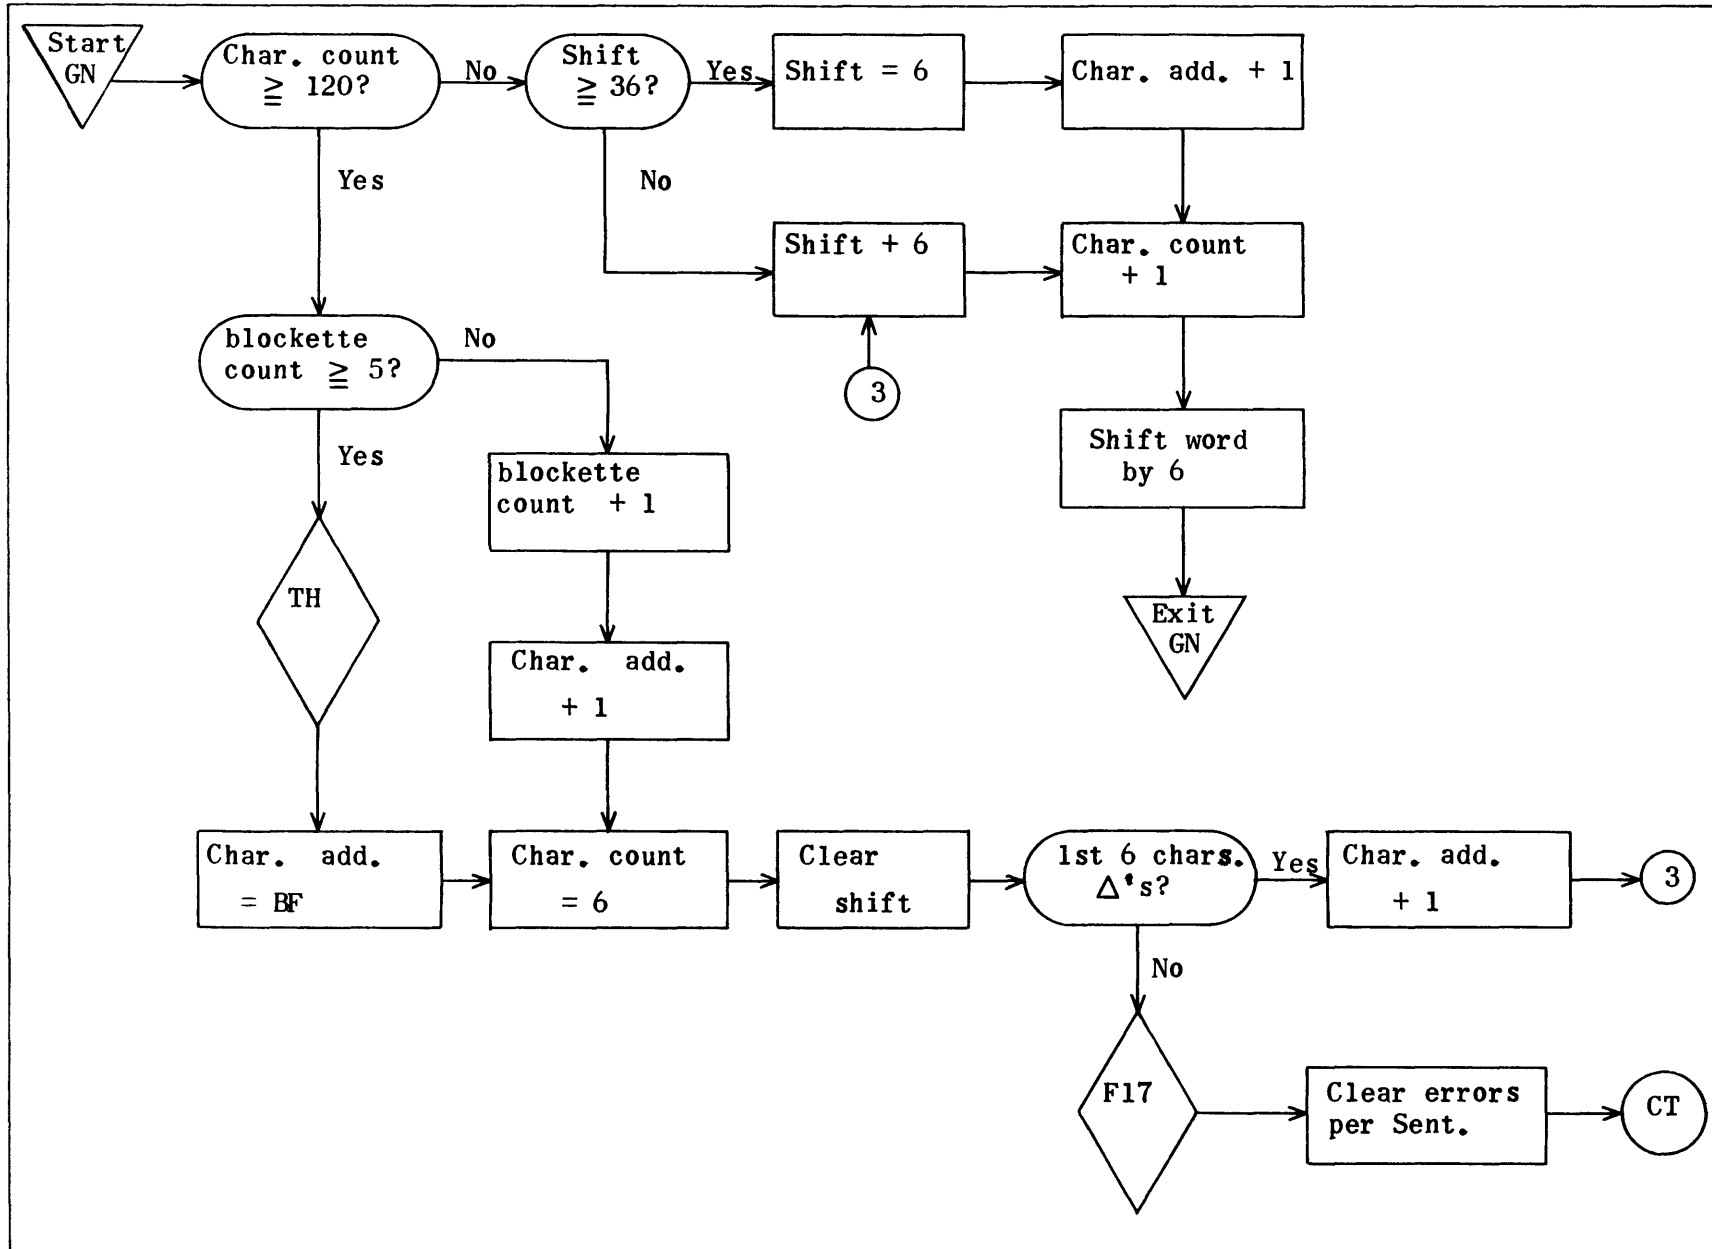 Start
GN
Char. count
≧ 120?
No
Shift
≧ 36?
Yes
Shift = 6
Char. add. + 1
Yes
No
Shift + 6
Char. count
+ 1
blockette
count ≧ 5?
No
3
Yes
blockette
count + 1
Shift word
by 6
TH
Exit
GN
Char. add.
+ 1
Char. add.
= BF
Char. count
= 6
Clear
shift
1st 6 chars.
Δ's?
Yes
Char. add.
+ 1
3
No
F17
Clear errors
per Sent.
CT